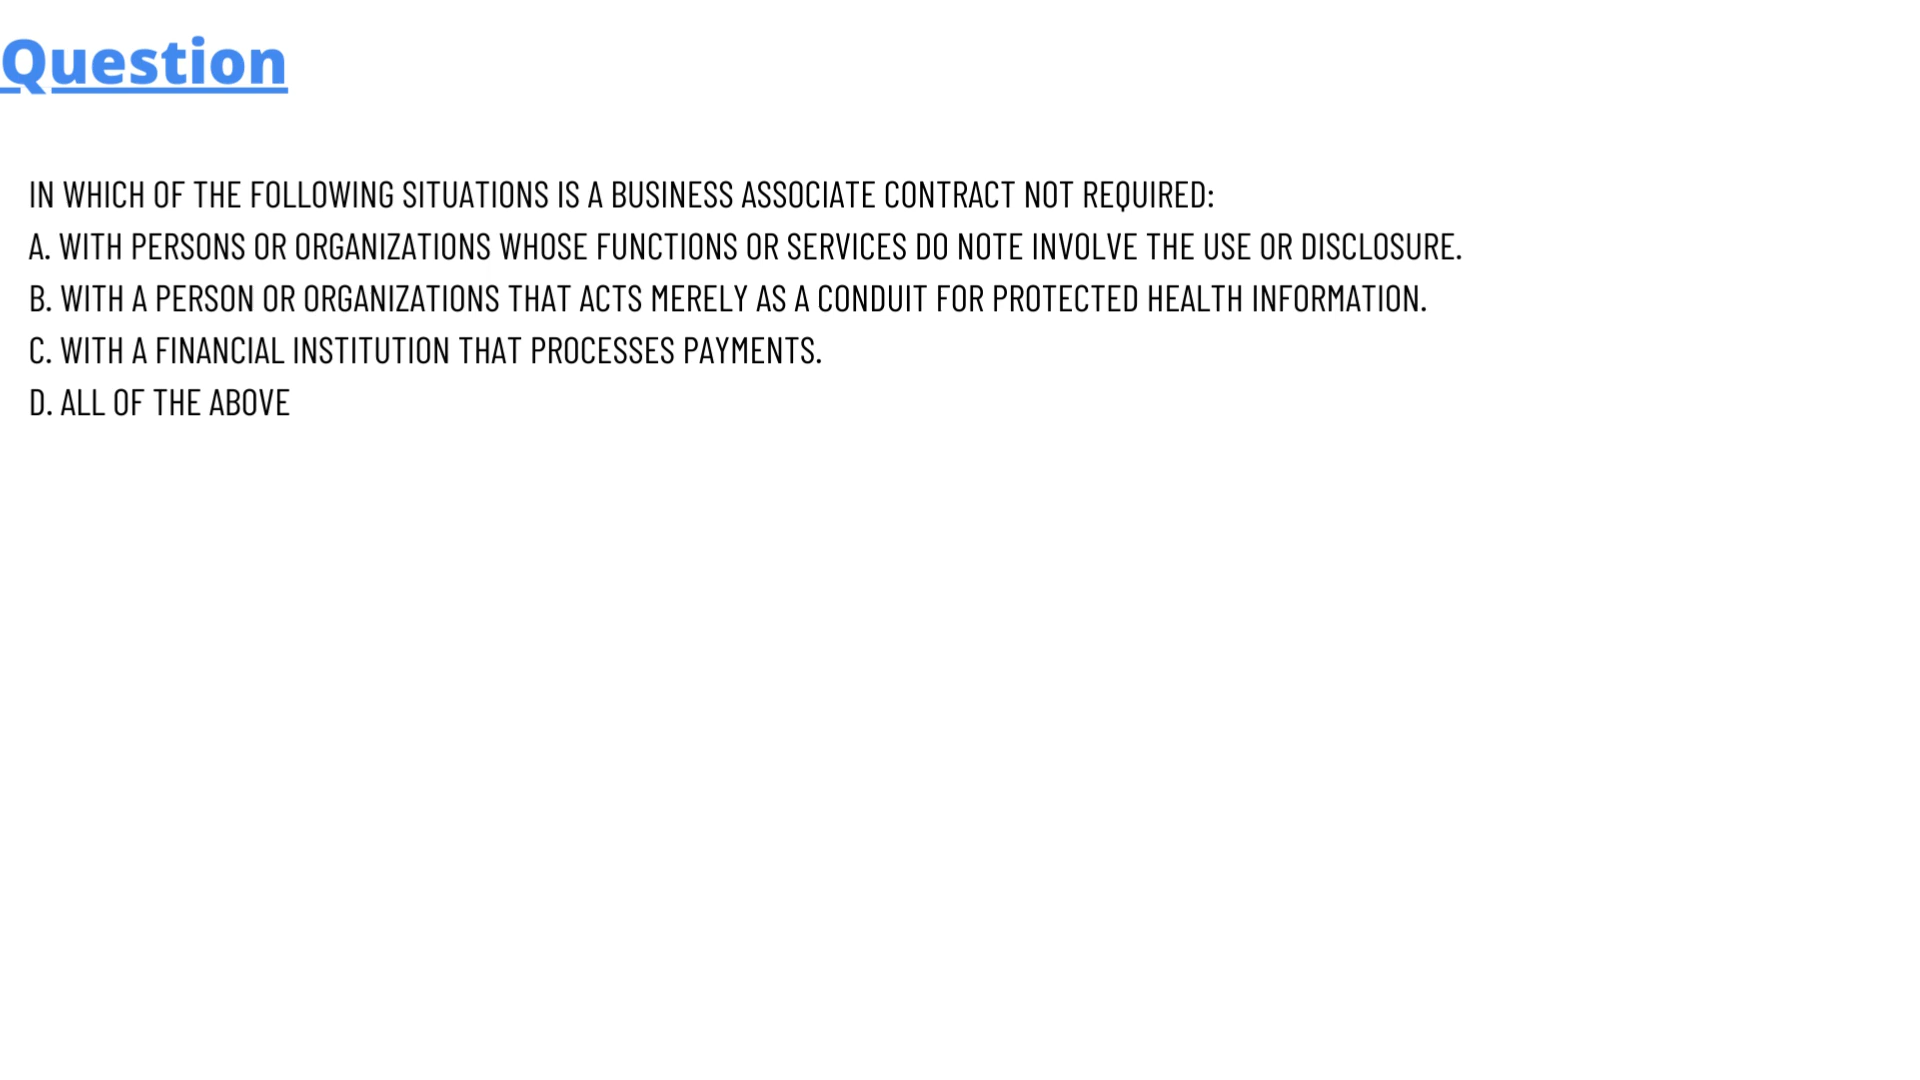 Question
IN WHICH OF THE FOLLOWING SITUATIONS IS A BUSINESS ASSOCIATE CONTRACT NOT REQUIRED:
A. WITH PERSONS OR ORGANIZATIONS WHOSE FUNCTIONS OR SERVICES DO NOTE INVOLVE THE USE OR DISCLOSURE.
B. WITH A PERSON OR ORGANIZATIONS THAT ACTS MERELY AS A CONDUIT FOR PROTECTED HEALTH INFORMATION.
C. WITH A FINANCIAL INSTITUTION THAT PROCESSES PAYMENTS.
D. ALL OF THE ABOVE